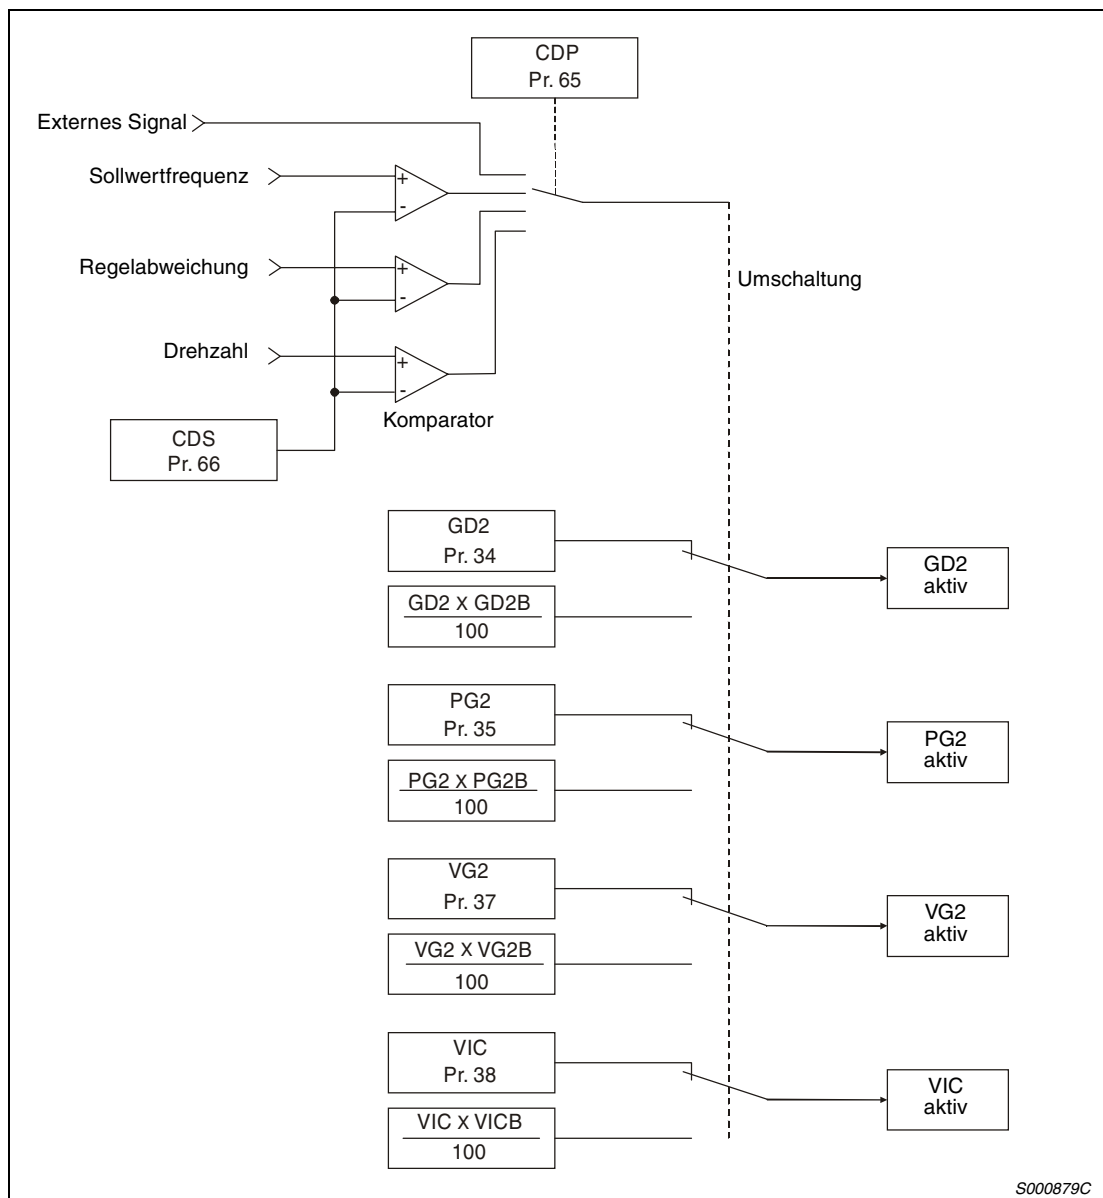 CDP
Pr. 65
Externes Signal
Sollwertfrequenz
+
-
Regelabweichung
+
-
Umschaltung
Drehzahl
+
-
Komparator
CDS
Pr. 66
GD2
Pr. 34
GD2 X GD2B
100
GD2
aktiv
PG2
Pr. 35
PG2 X PG2B
100
PG2
aktiv
VG2
Pr. 37
VG2 X VG2B
100
VG2
aktiv
VIC
Pr. 38
VIC X VICB
100
VIC
aktiv
S000879C